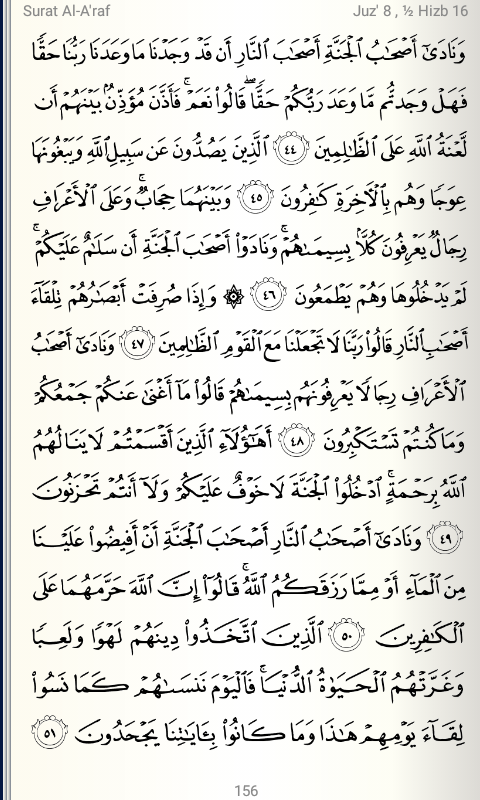 Surat Al-A'raf
Juz' 8 , ½ Hizb 16
وَنَادَىٰٓ أَصْحَٰبُ ٱلْجَنَّةِ أَصْحَٰبَ ٱلنَّارِ أَن قَدْ وَجَدْنَا مَا وَعَدَنَا رَبُّنَا حَقًّا
فَهَلْ وَجَدتُّم مَّا وَعَدَ رَبُّكُمْ حَقًّا ۖ قَالُوا۟ نَعَمْ ۚ فَأَذَّنَ مُؤَذِّنٌۢ بَيْنَهُمْ أَن
لَّعْنَةُ ٱللَّهِ عَلَى ٱلظَّٰلِمِينَ ٤٤ ٱلَّذِينَ يَصُدُّونَ عَن سَبِيلِ ٱللَّهِ وَيَبْغُونَهَا
عِوَجًا وَهُم بِٱلْءَاخِرَةِ كَٰفِرُونَ ٤٥ وَبَيْنَهُمَا حِجَابٌ ۚ وَعَلَى ٱلْأَعْرَافِ
رِجَالٌ يَعْرِفُونَ كُلًّۢا بِسِيمَىٰهُمْ ۚ وَنَادَوْا۟ أَصْحَٰبَ ٱلْجَنَّةِ أَن سَلَٰمٌ عَلَيْكُمْ ۚ
لَمْ يَدْخُلُوهَا وَهُمْ يَطْمَعُونَ ٤٦ ۞ وَإِذَا صُرِفَتْ أَبْصَٰرُهُمْ تِلْقَآءَ
أَصْحَٰبِ ٱلنَّارِ قَالُوا۟ رَبَّنَا لَا تَجْعَلْنَا مَعَ ٱلْقَوْمِ ٱلظَّٰلِمِينَ ٤٧ وَنَادَىٰٓ أَصْحَٰبُ
ٱلْأَعْرَافِ رِجَالًا يَعْرِفُونَهُم بِسِيمَىٰهُمْ قَالُوا۟ مَآ أَغْنَىٰ عَنكُمْ جَمْعُكُمْ
وَمَا كُنتُمْ تَسْتَكْبِرُونَ ٤٨ أَهَٰٓؤُلَآءِ ٱلَّذِينَ أَقْسَمْتُمْ لَا يَنَالُهُمُ
ٱللَّهُ بِرَحْمَةٍ ۚ ٱدْخُلُوا۟ ٱلْجَنَّةَ لَا خَوْفٌ عَلَيْكُمْ وَلَآ أَنتُمْ تَحْزَنُونَ
٤٩ وَنَادَىٰٓ أَصْحَٰبُ ٱلنَّارِ أَصْحَٰبَ ٱلْجَنَّةِ أَنْ أَفِيضُوا۟ عَلَيْنَا
مِنَ ٱلْمَآءِ أَوْ مِمَّا رَزَقَكُمُ ٱللَّهُ ۚ قَالُوٓا۟ إِنَّ ٱللَّهَ حَرَّمَهُمَا عَلَى
ٱلْكَٰفِرِينَ ٥٠ ٱلَّذِينَ ٱتَّخَذُوا۟ دِينَهُمْ لَهْوًا وَلَعِبًا
وَغَرَّتْهُمُ ٱلْحَيَوٰةُ ٱلدُّنْيَا ۚ فَٱلْيَوْمَ نَنسَىٰهُمْ كَمَا نَسُوا۟
لِقَآءَ يَوْمِهِمْ هَٰذَا وَمَا كَانُوا۟ بِـَٔايَٰتِنَا يَجْحَدُونَ ٥١
156